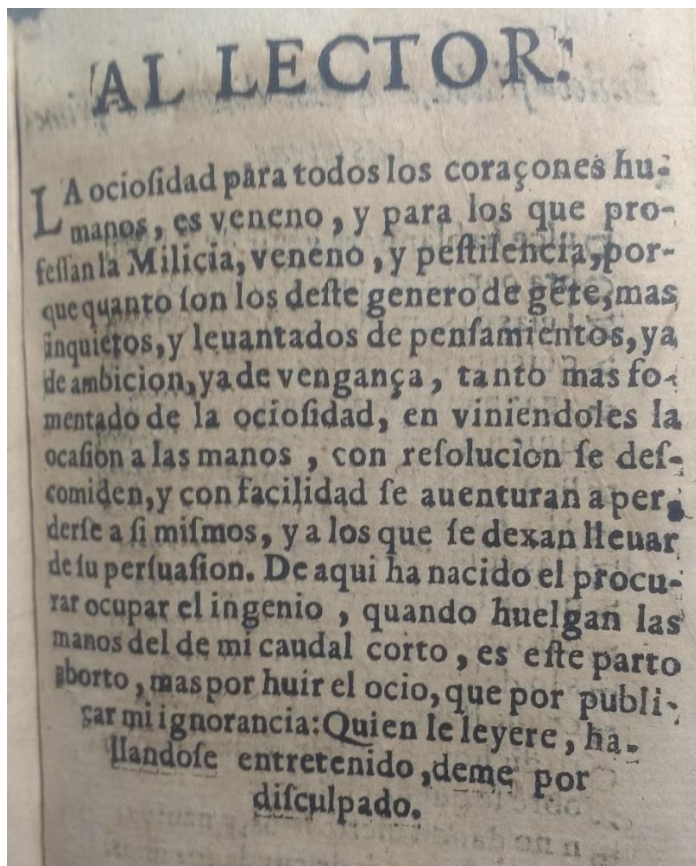 AL LECTOR.
LA ocioſidad para todos los coraçones hu-
manos, es veneno, y para los que pro-
feſſan la Milicia, veneno, y peſtilencia, por-
que quanto ſon los deſte genero de gẽte, mas
inquietos, y leuantados de penſamientos, ya
de ambicion, ya de vengança, tanto mas fo-
mentado de la ocioſidad, en viniendoles la
ocaſion a las manos, con reſolucion ſe deſ-
comiden, y con facilidad ſe auenturan a per-
derſe a ſi miſmos, y a los que ſe dexan lleuar
de ſu perſuaſion. De aqui ha nacido el procu-
rar ocupar el ingenio, quando huelgan las
manos del de mi caudal corto, es eſte parto
aborto, mas por huir el ocio, que por publi-
car mi ignorancia: Quien le leyere, ha-
llandoſe entretenido, deme por
diſculpado.